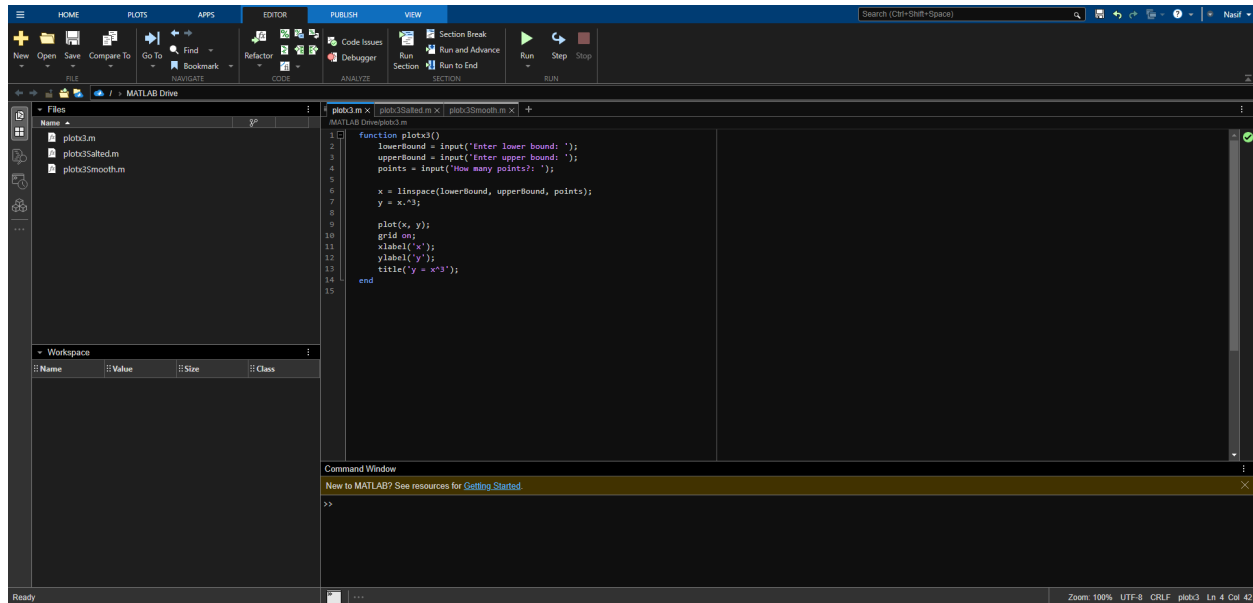 HOME PLOTS APPS EDITOR PUBLISH VIEW Search (Ctrl+Shift+Space) Nasif
New Open Save Compare To Go To Find Bookmark Refactor Code Issues Debugger Run Section Section Break Run and Advance Run to End Run Step Stop
FILE NAVIGATE CODE ANALYZE SECTION RUN
/ › MATLAB Drive
Files
Name
plotx3.m
plotx3Salted.m
plotx3Smooth.m
Workspace
Name Value Size Class
plotx3.m × plotx3Salted.m × plotx3Smooth.m × +
/MATLAB Drive/plotx3.m
1 function plotx3()
2 lowerBound = input('Enter lower bound: ');
3 upperBound = input('Enter upper bound: ');
4 points = input('How many points?: ');
5
6 x = linspace(lowerBound, upperBound, points);
7 y = x.^3;
8
9 plot(x, y);
10 grid on;
11 xlabel('x');
12 ylabel('y');
13 title('y = x^3');
14 end
15
Command Window
New to MATLAB? See resources for Getting Started.
>>
Ready Zoom: 100% UTF-8 CRLF plotx3 Ln 4 Col 42